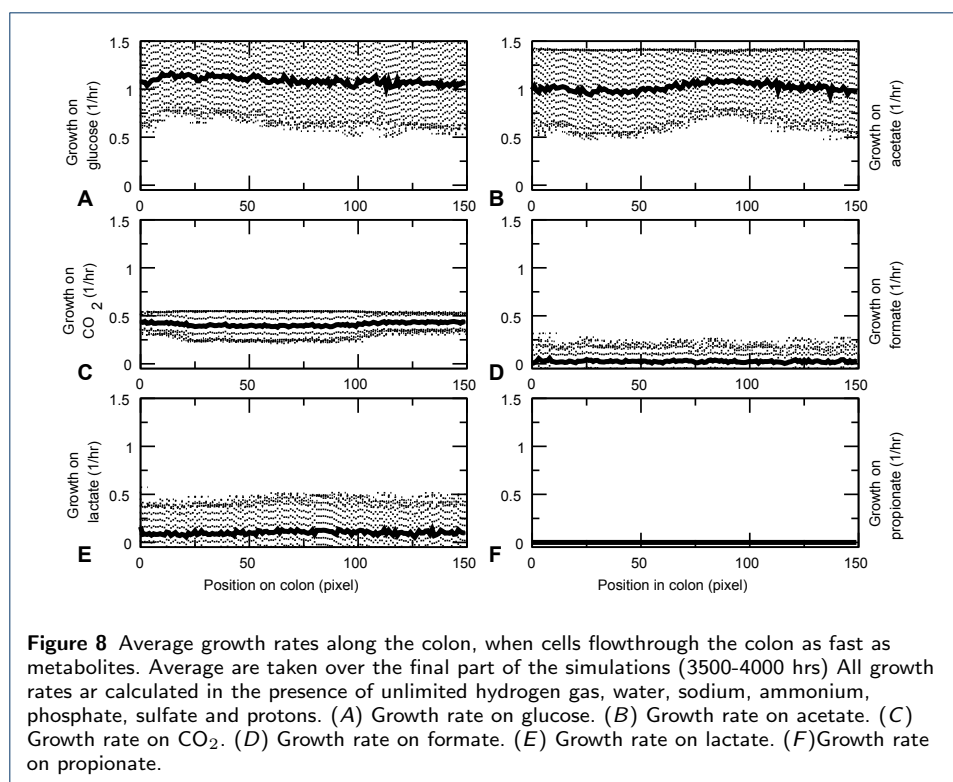 1.5
1
0.5
0
Growth on
glucose (1/hr)
A
0 50 100 150
1.5
1
0.5
0
Growth on
acetate (1/hr)
B
0 50 100 150
1.5
1
0.5
0
Growth on
CO 2 (1/hr)
C
0 50 100 150
1.5
1
0.5
0
Growth on
formate (1/hr)
D
0 50 100 150
1.5
1
0.5
0
Growth on
lactate (1/hr)
E
0 50 100 150
Position on colon (pixel)
1.5
1
0.5
0
Growth on
propionate (1/hr)
F
0 50 100 150
Position in colon (pixel)
Figure 8 Average growth rates along the colon, when cells flowthrough the colon as fast as
metabolites. Average are taken over the final part of the simulations (3500-4000 hrs) All growth
rates ar calculated in the presence of unlimited hydrogen gas, water, sodium, ammonium,
phosphate, sulfate and protons. (A) Growth rate on glucose. (B) Growth rate on acetate. (C)
Growth rate on CO₂. (D) Growth rate on formate. (E) Growth rate on lactate. (F)Growth rate
on propionate.